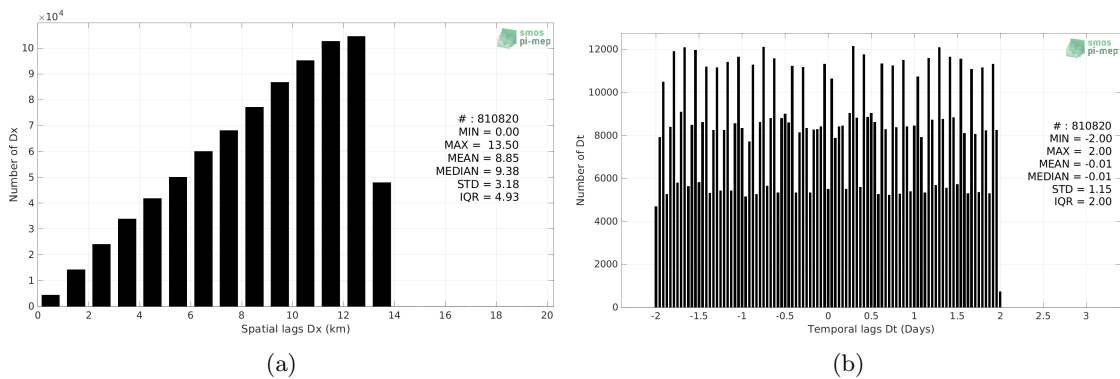 ×10⁴
10
9
8
7
6
5
4
3
2
1
0
Number of Dx
0 2 4 6 8 10 12 14 16 18 20
Spatial lags Dx (km)
smos
pi-mep
# : 810820
MIN = 0.00
MAX = 13.50
MEAN = 8.85
MEDIAN = 9.38
STD = 3.18
IQR = 4.93
(a)
12000
10000
8000
6000
4000
2000
0
Number of Dt
-2 -1.5 -1 -0.5 0 0.5 1 1.5 2 2.5 3
Temporal lags Dt (Days)
smos
pi-mep
# : 810820
MIN = -2.00
MAX = 2.00
MEAN = -0.01
MEDIAN = -0.01
STD = 1.15
IQR = 2.00
(b)